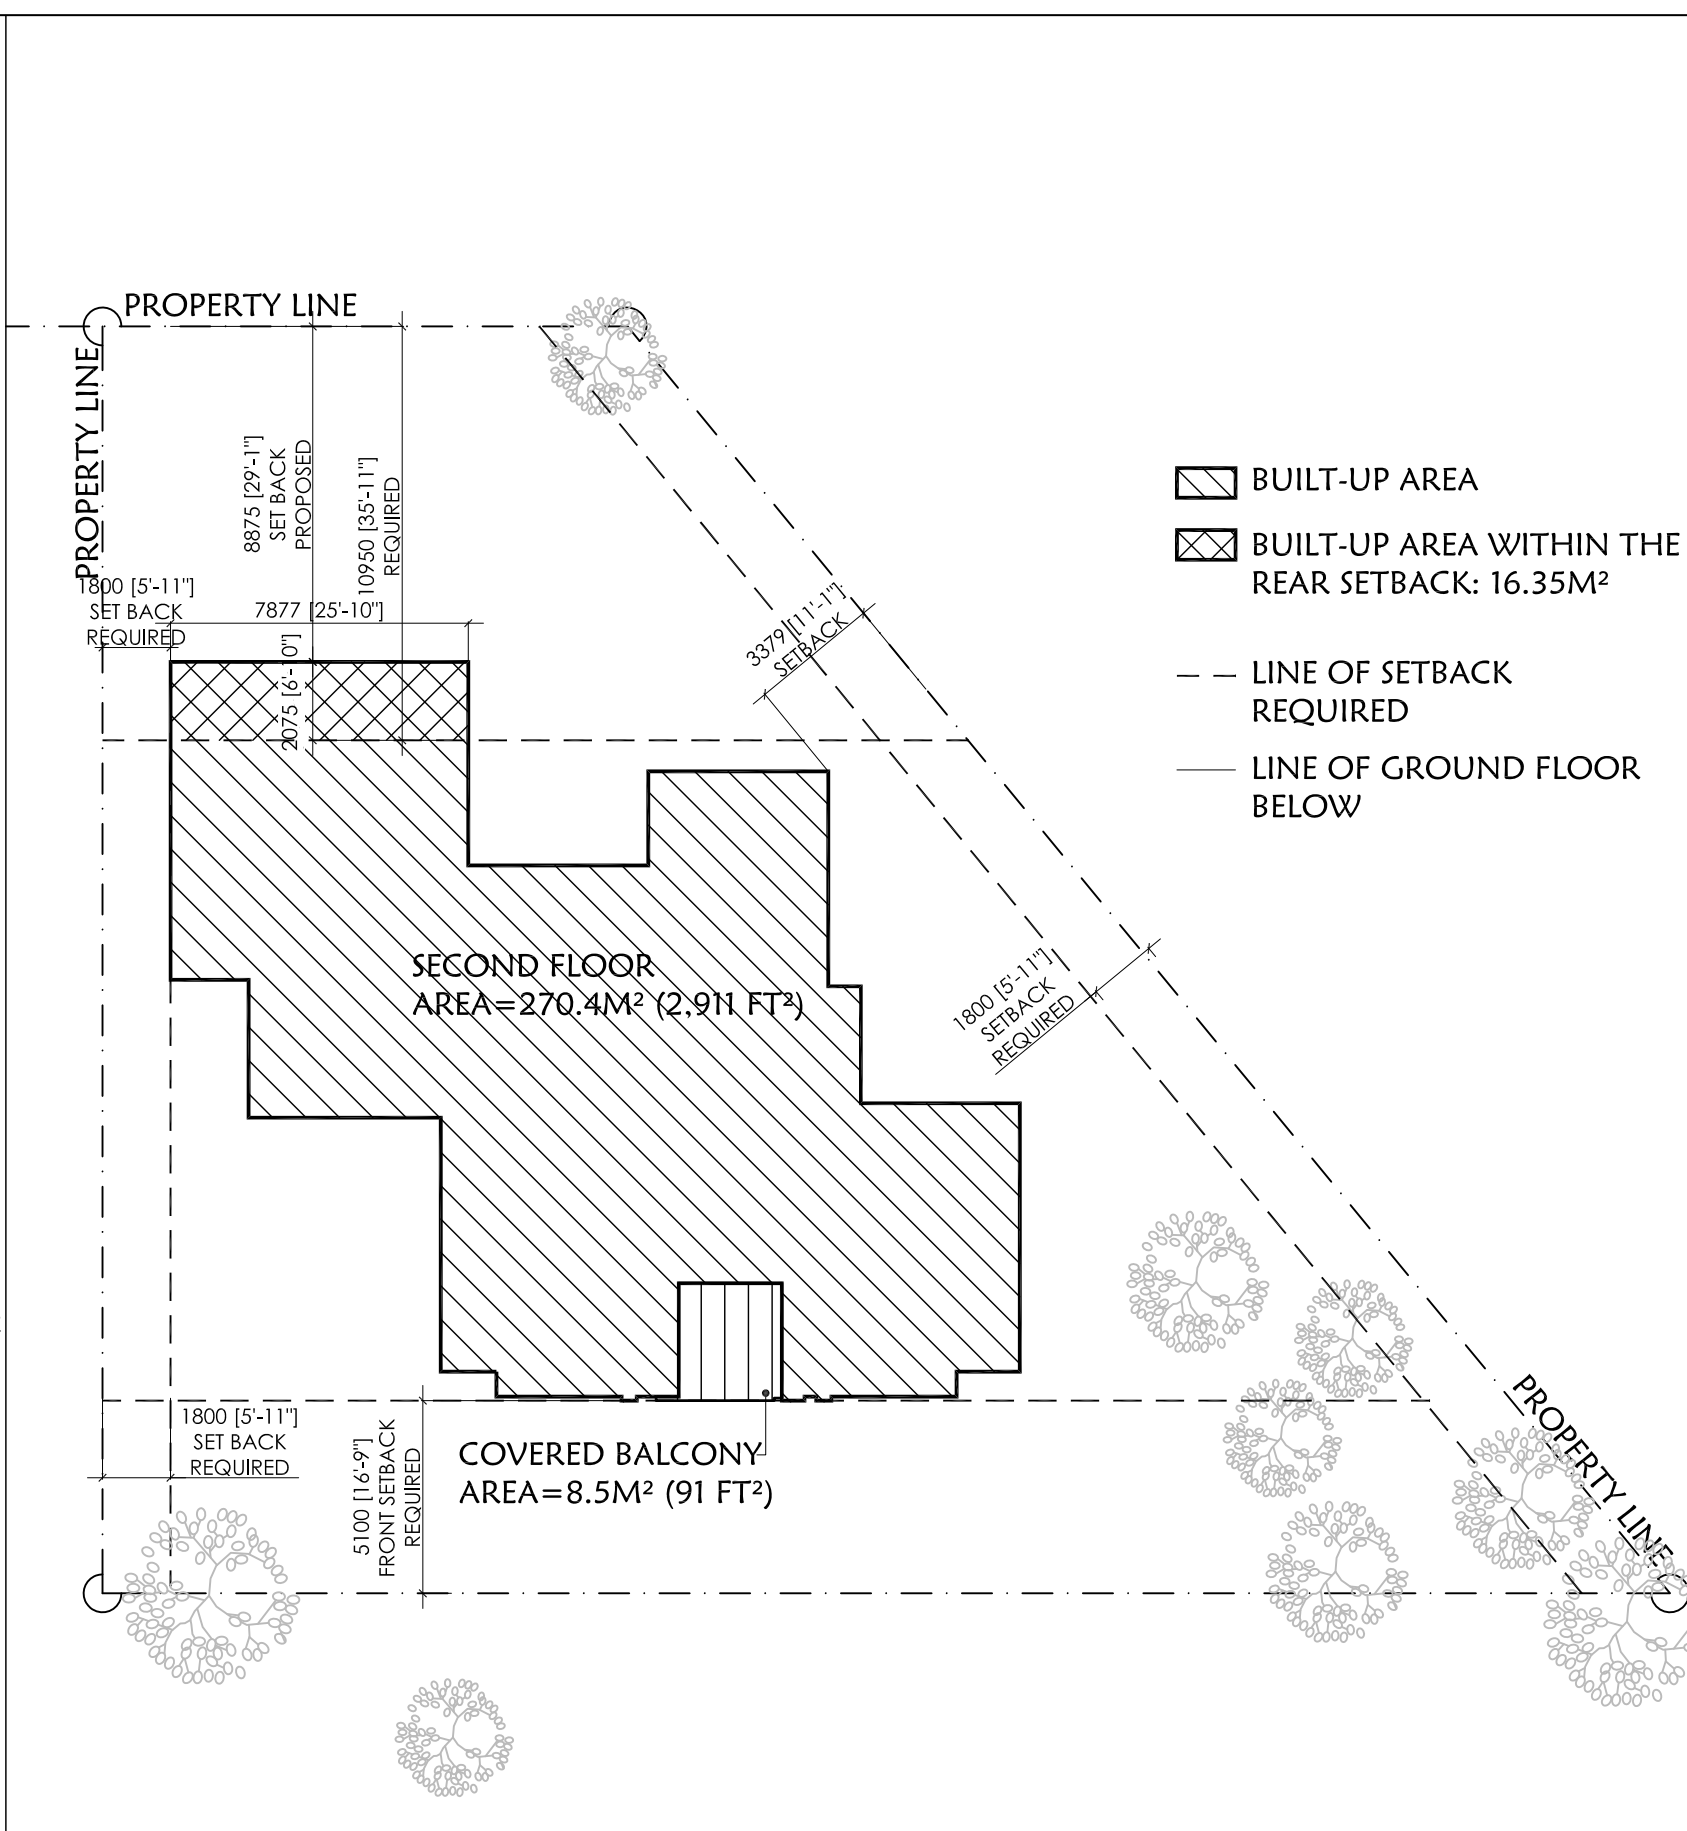 PROPERTY LINE
PROPERTY LINE
8875 [29'-1"]
SET BACK
PROPOSED
10950 [35'-11"]
REQUIRED
1800 [5'-11"]
SET BACK
REQUIRED
7877 [25'-10"]
2075 [6'-10"]
3379 [11'-1"]
SETBACK
BUILT-UP AREA
BUILT-UP AREA WITHIN THE
REAR SETBACK: 16.35M²
LINE OF SETBACK
REQUIRED
LINE OF GROUND FLOOR
BELOW
SECOND FLOOR
AREA=270.4M² (2,911 FT²)
1800 [5'-11"]
SETBACK
REQUIRED
1800 [5'-11"]
SET BACK
REQUIRED
5100 [16'-9"]
FRONT SETBACK
REQUIRED
COVERED BALCONY
AREA=8.5M² (91 FT²)
PROPERTY LINE